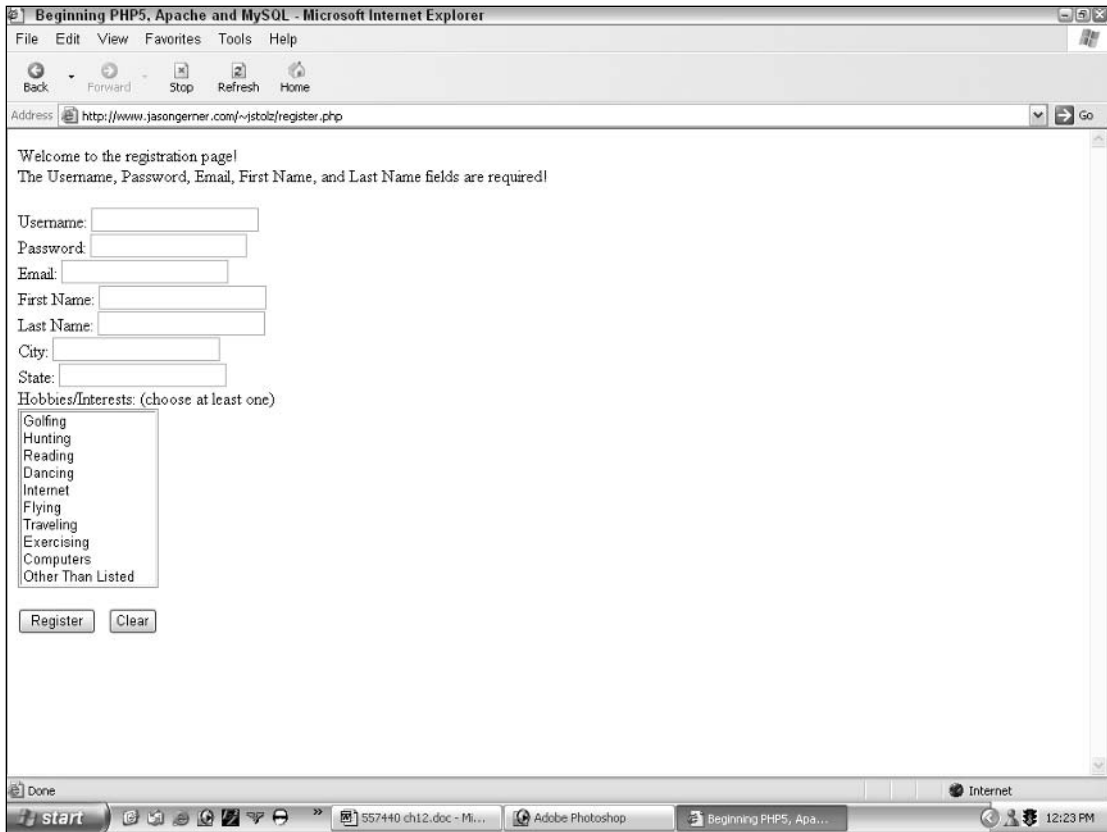 Beginning PHP5, Apache and MySQL - Microsoft Internet Explorer
File Edit View Favorites Tools Help
Back Forward Stop Refresh Home
Address http://www.jasongerner.com/~jstolz/register.php Go
Welcome to the registration page!
The Username, Password, Email, First Name, and Last Name fields are required!
Username:
Password:
Email:
First Name:
Last Name:
City:
State:
Hobbies/Interests: (choose at least one)
Golfing
Hunting
Reading
Dancing
Internet
Flying
Traveling
Exercising
Computers
Other Than Listed
Register Clear
Done Internet
start » 557440 ch12.doc - Mi... Adobe Photoshop Beginning PHP5, Apa... 12:23 PM